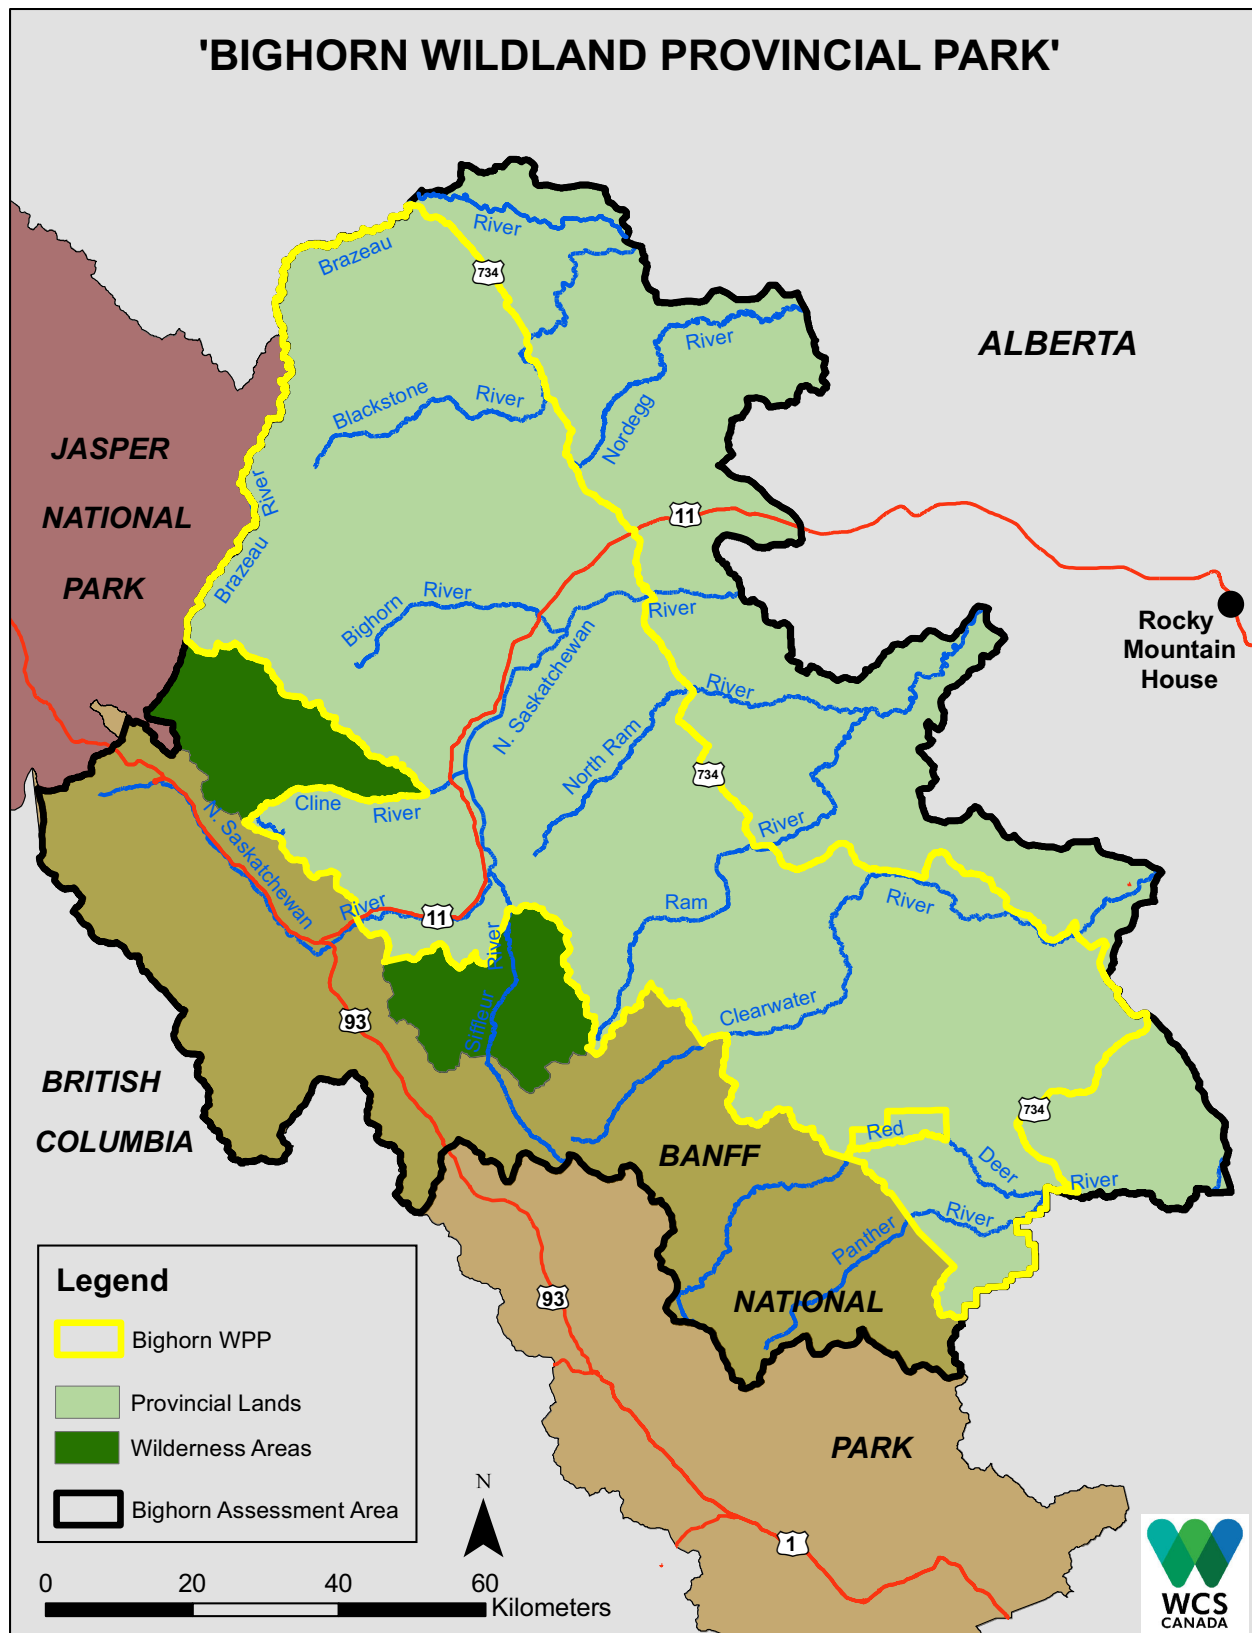 'BIGHORN WILDLAND PROVINCIAL PARK'
River
Brazeau
734
River
ALBERTA
Blackstone
River
Nordegg
JASPER
NATIONAL
PARK
River
Brazeau
11
Bighorn
River
River
Rocky
Mountain
House
N. Saskatchewan
River
North Ram
734
Cline
River
River
N. Saskatchewan
River
11
Ram
River
River
Siffleur
Clearwater
93
BRITISH
COLUMBIA
734
Red
Deer
River
BANFF
Panther
River
NATIONAL
93
PARK
1
Legend
Bighorn WPP
Provincial Lands
Wilderness Areas
Bighorn Assessment Area
N
0 20 40 60
Kilometers
WCS
CANADA